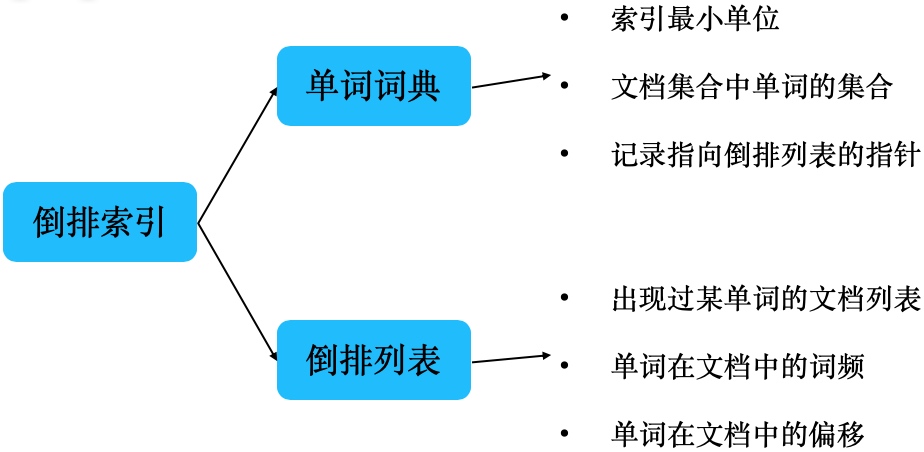 倒排索引
单词词典
• 索引最小单位
• 文档集合中单词的集合
• 记录指向倒排列表的指针
倒排列表
• 出现过某单词的文档列表
• 单词在文档中的词频
• 单词在文档中的偏移